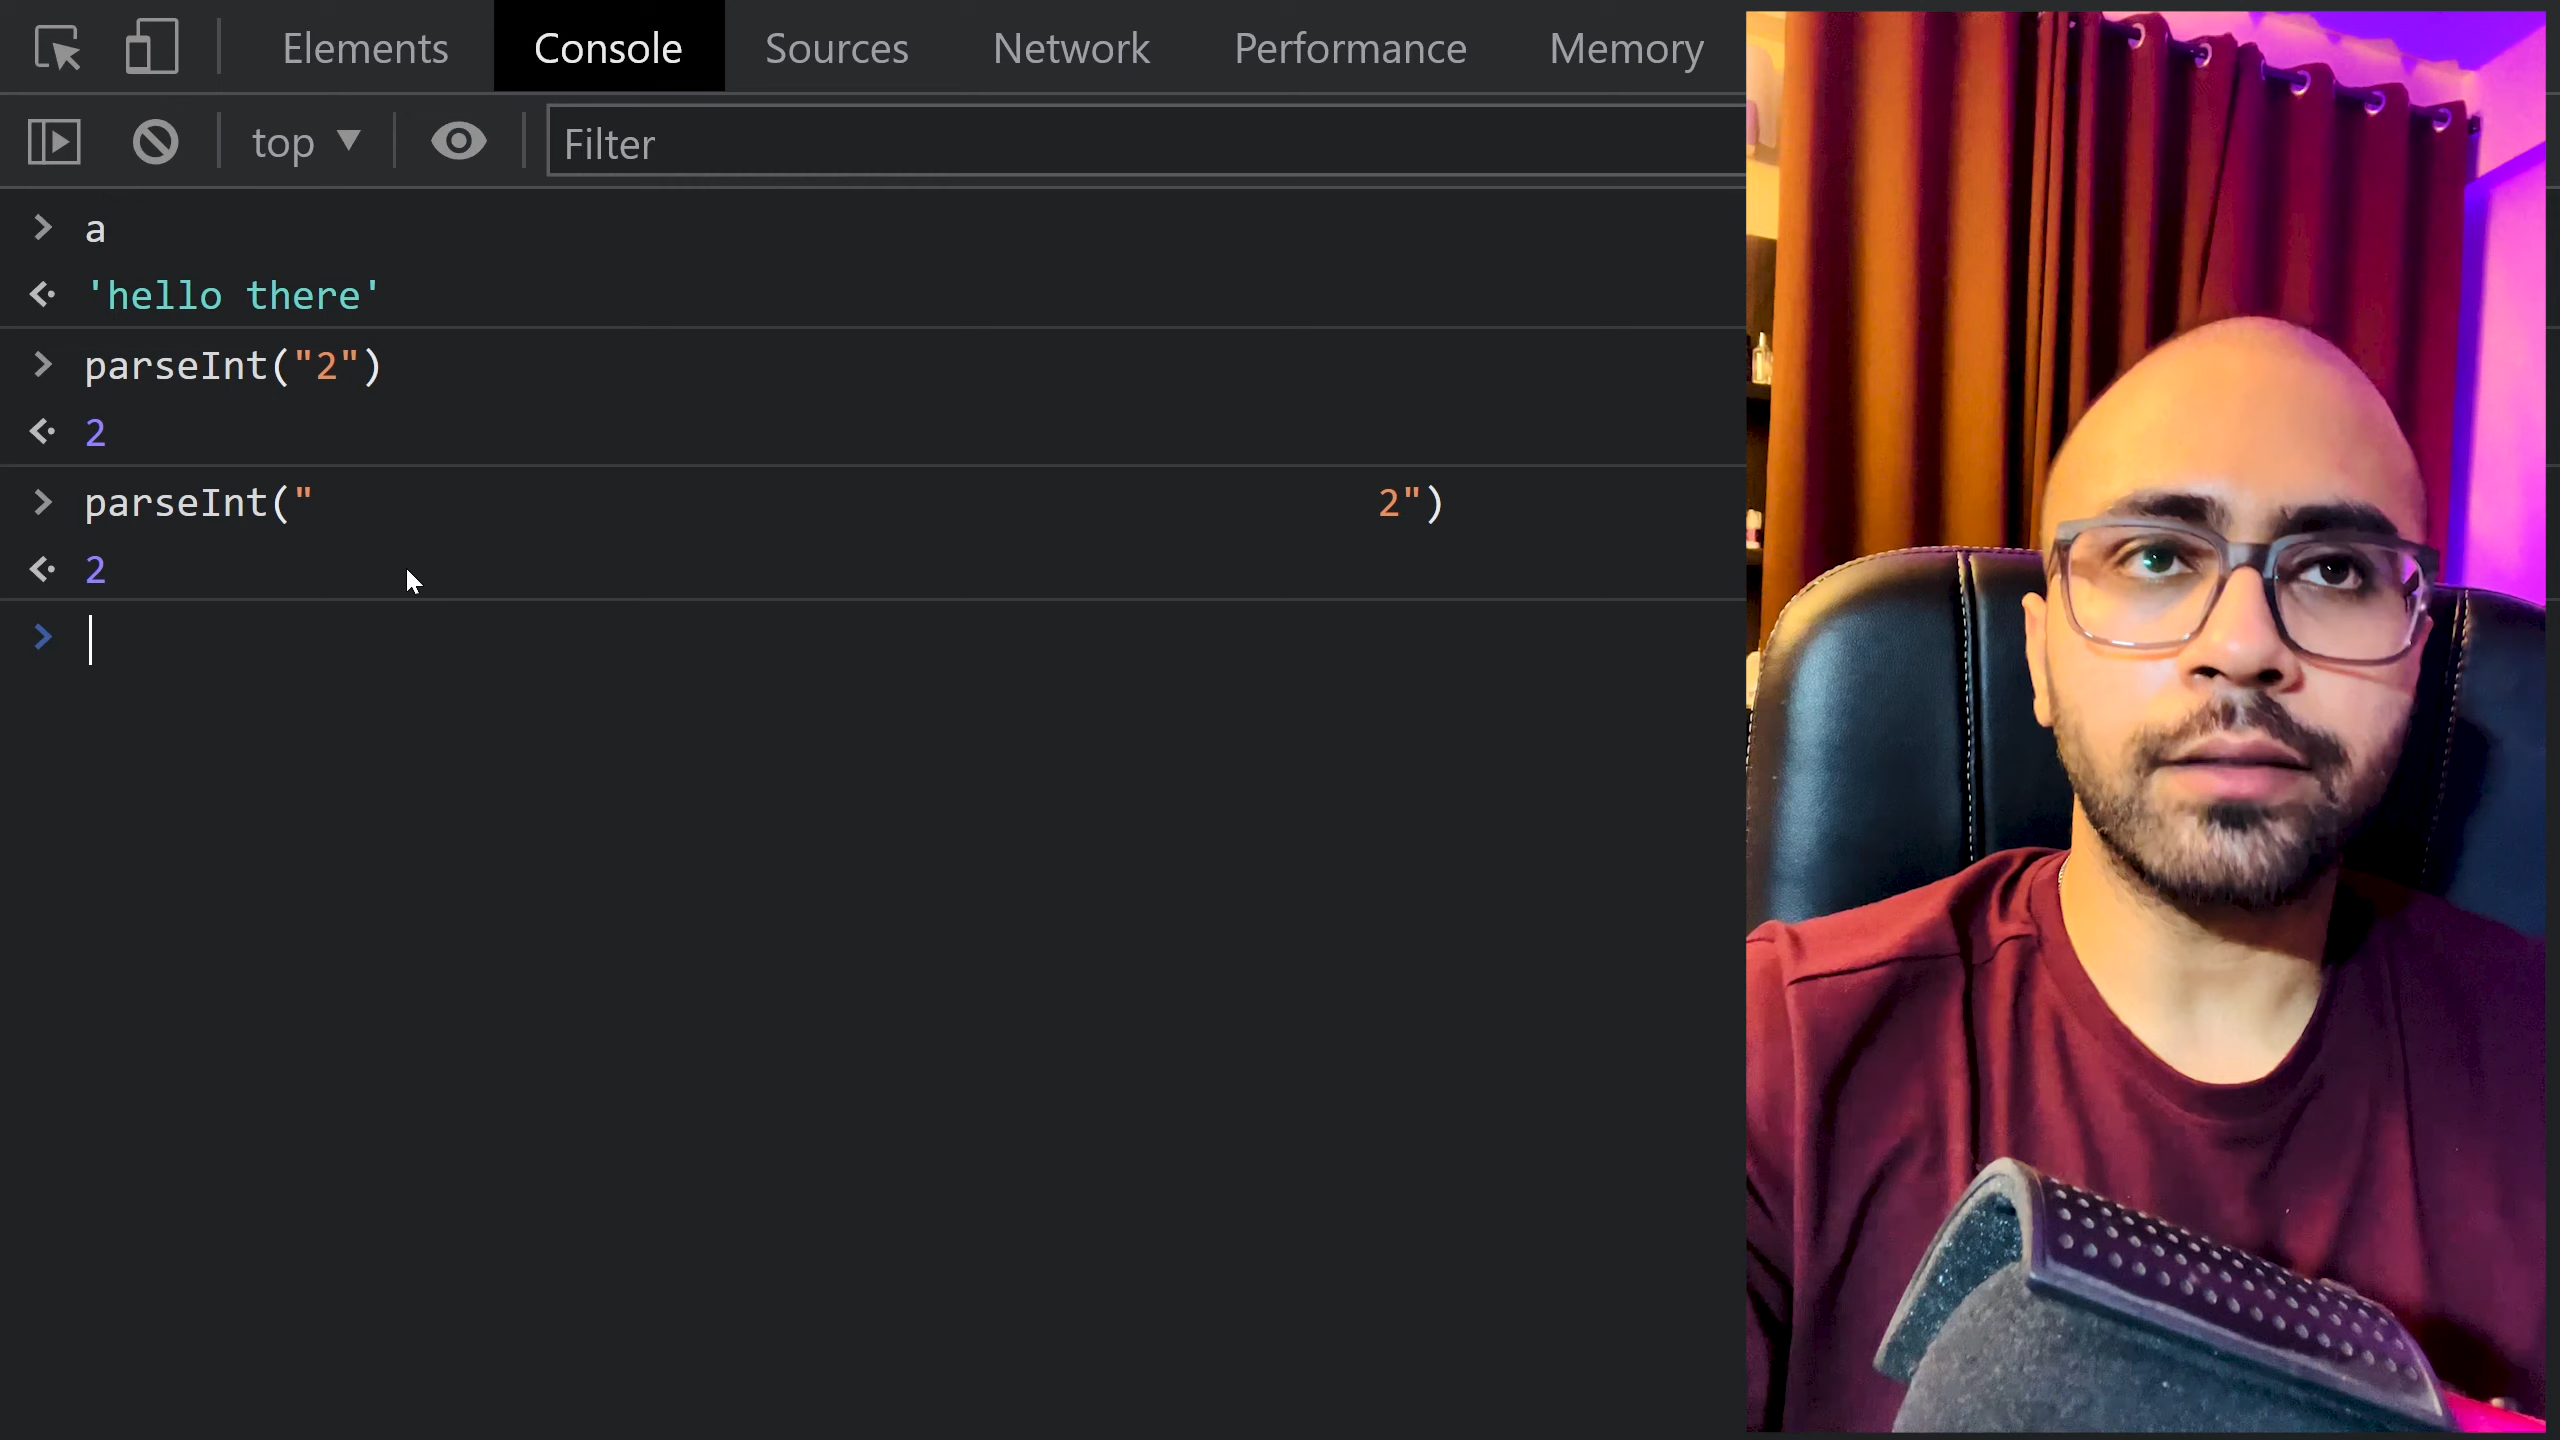 Elements Console Sources Network Performance Memory
top Filter
> a
'hello there'
> parseInt("2")
2
> parseInt("                                              2")
2
>